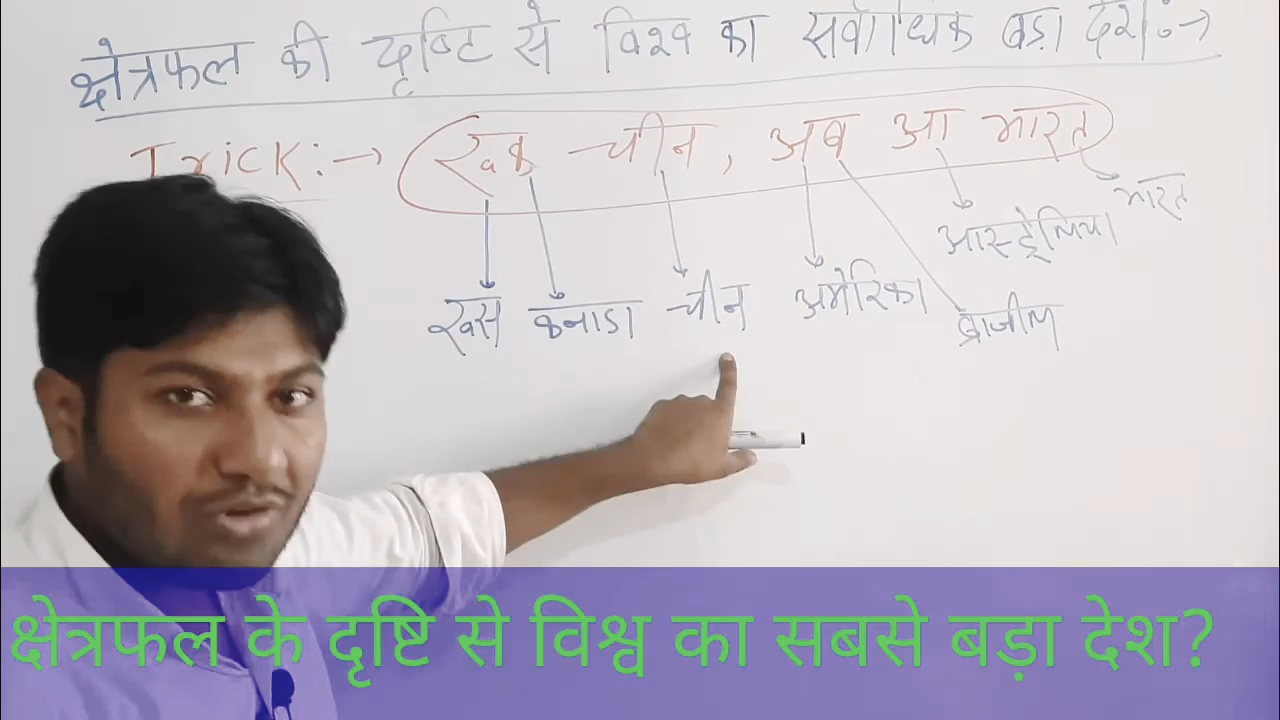 क्षेत्रफल की दृष्टि से विश्व का सर्वाधिक बड़ा देश:→
Trick:→ रूक चीन, अब आ भारत
भारत
आस्ट्रेलिया
रूस कनाडा चीन अमेरिका
ब्राजील
क्षेत्रफल के दृष्टि से विश्व का सबसे बड़ा देश?